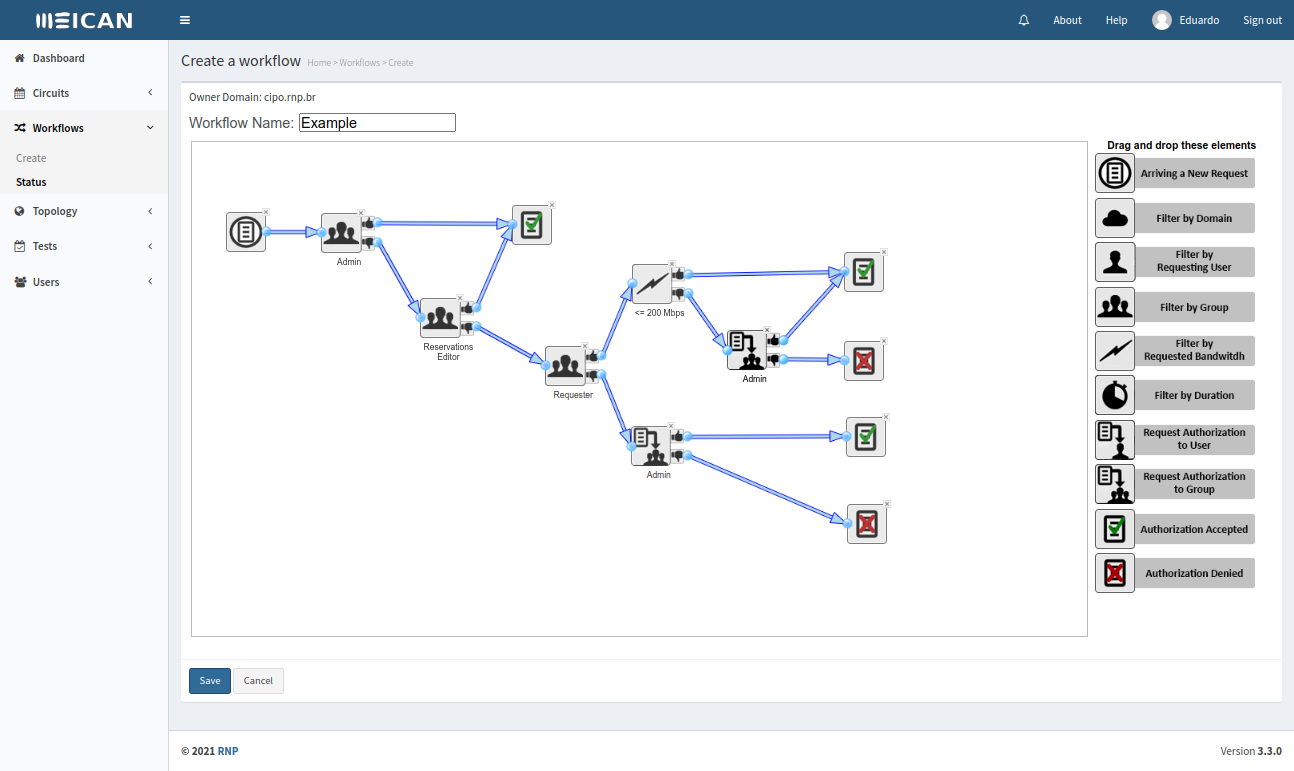 MEICAN
About Help Eduardo Sign out
Dashboard
Circuits
Workflows
Create
Status
Topology
Tests
Users
Create a workflow Home > Workflows > Create
Owner Domain: cipo.rnp.br
Workflow Name: Example
Admin
Reservations
Editor
Requester
<= 200 Mbps
Admin
Admin
Drag and drop these elements
Arriving a New Request
Filter by Domain
Filter by
Requesting User
Filter by Group
Filter by
Requested Bandwitdh
Filter by Duration
Request Authorization
to User
Request Authorization
to Group
Authorization Accepted
Authorization Denied
Save Cancel
© 2021 RNP
Version 3.3.0